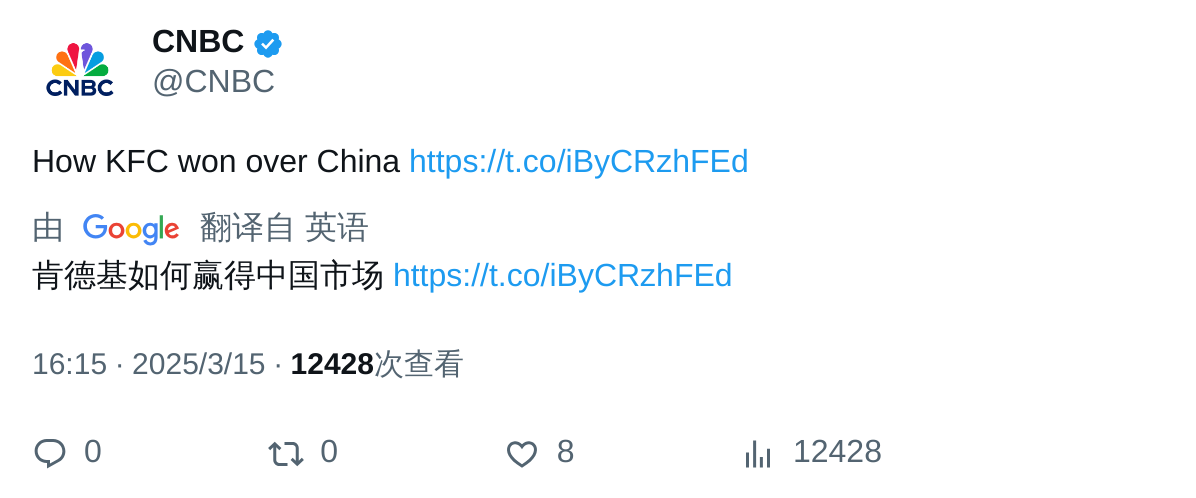 CNBC
@CNBC
CNBC
How KFC won over China https://t.co/iByCRzhFEd
由 Google 翻译自 英语
肯德基如何赢得中国市场 https://t.co/iByCRzhFEd
16:15 · 2025/3/15 · 12428次查看
0 0 8 12428